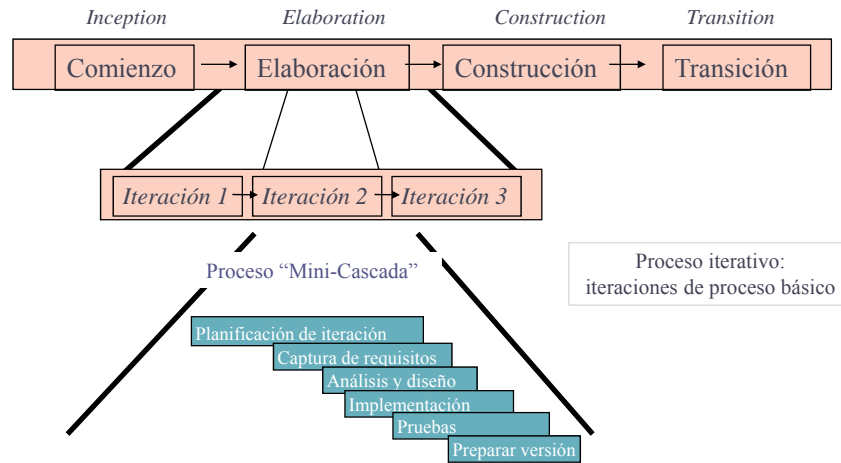 Inception Elaboration Construction Transition
Comienzo Elaboración Construcción Transición
Iteración 1 Iteración 2 Iteración 3
Proceso “Mini-Cascada”
Proceso iterativo:
iteraciones de proceso básico
Planificación de iteración
Captura de requisitos
Análisis y diseño
Implementación
Pruebas
Preparar versión